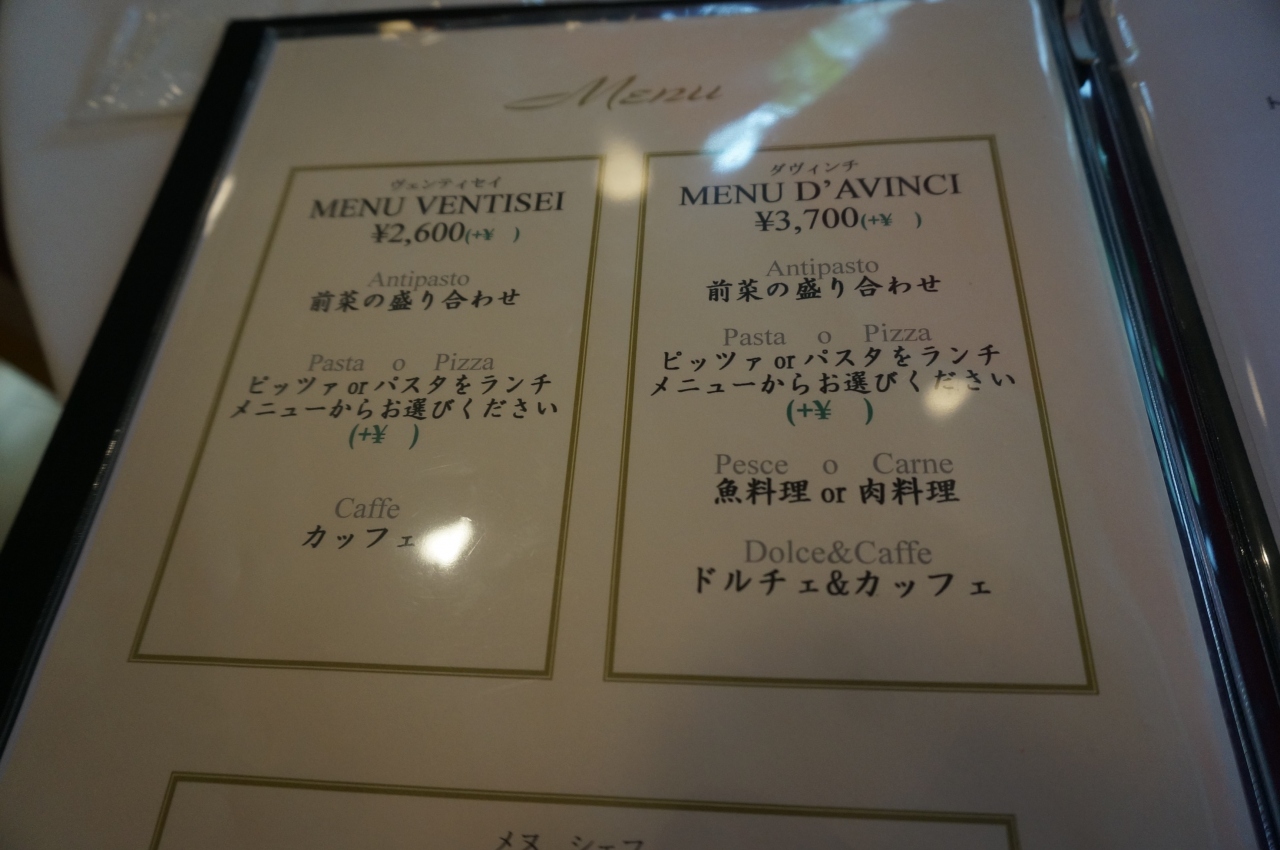 Menu
ヴェンティセイ
MENU VENTISEI
¥2,600(+¥ )
Antipasto
前菜の盛り合わせ
Pasta o Pizza
ピッツァ or パスタをランチ
メニューからお選びください
(+¥ )
Caffe
カッフェ
ダヴィンチ
MENU D'AVINCI
¥3,700(+¥ )
Antipasto
前菜の盛り合わせ
Pasta o Pizza
ピッツァ or パスタをランチ
メニューからお選びください
(+¥ )
Pesce o Carne
魚料理 or 肉料理
Dolce&Caffe
ドルチェ&カッフェ
メヌ シェフ